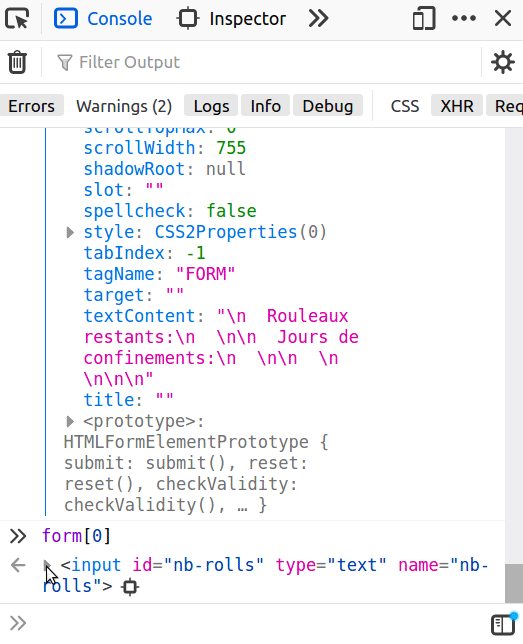 Console Inspector
Filter Output
Errors Warnings (2) Logs Info Debug CSS XHR Req
scrollTopMax: 0
scrollWidth: 755
shadowRoot: null
slot: ""
spellcheck: false
style: CSS2Properties(0)
tabIndex: -1
tagName: "FORM"
target: ""
textContent: "\n  Rouleaux
restants:\n  \n\n  Jours de
confinements:\n  \n\n  \n
\n\n\n"
title: ""
<prototype>:
HTMLFormElementPrototype {
submit: submit(), reset:
reset(), checkValidity:
checkValidity(), … }
form[0]
<input id="nb-rolls" type="text" name="nb-
rolls">